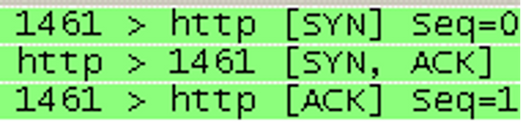 1461 > http [SYN] Seq=0
http > 1461 [SYN, ACK]
1461 > http [ACK] Seq=1